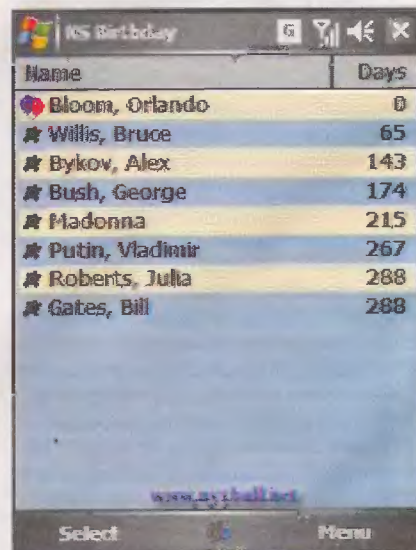 NS Birthday G
Name Days
Bloom, Orlando 0
Willis, Bruce 65
Bykov, Alex 143
Bush, George 174
Madonna 215
Putin, Vladimir 267
Roberts, Julia 288
Gates, Bill 288
Select Menu